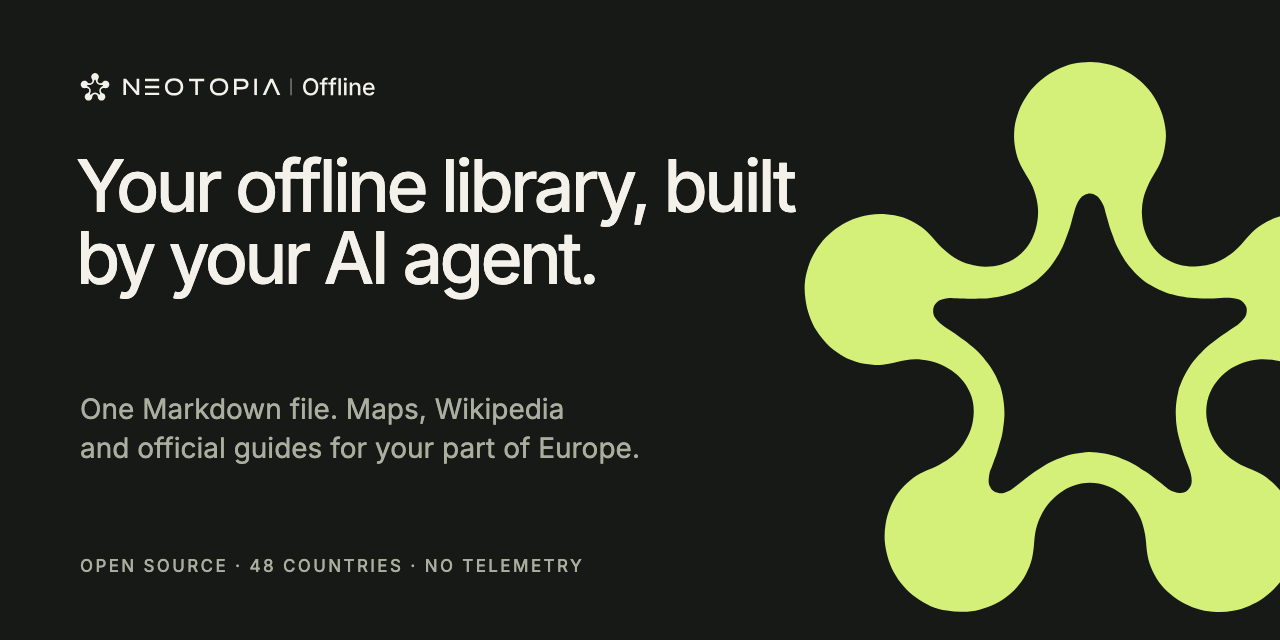 NEOTOPIA | Offline
Your offline library, built
by your AI agent.
One Markdown file. Maps, Wikipedia
and official guides for your part of Europe.
OPEN SOURCE · 48 COUNTRIES · NO TELEMETRY